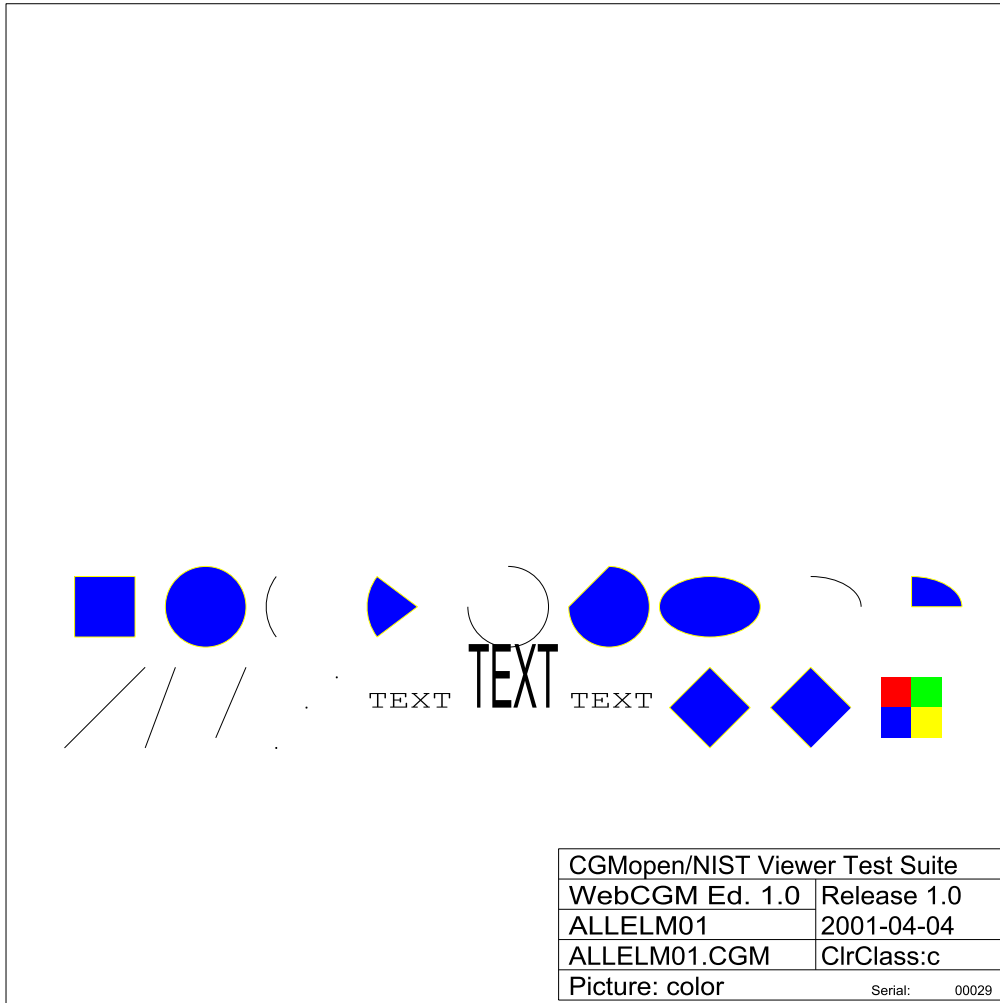 TEXT TEXT TEXT
CGMopen/NIST Viewer Test Suite
WebCGM Ed. 1.0 Release 1.0
ALLELM01 2001-04-04
ALLELM01.CGM ClrClass:c
Picture: color Serial: 00029